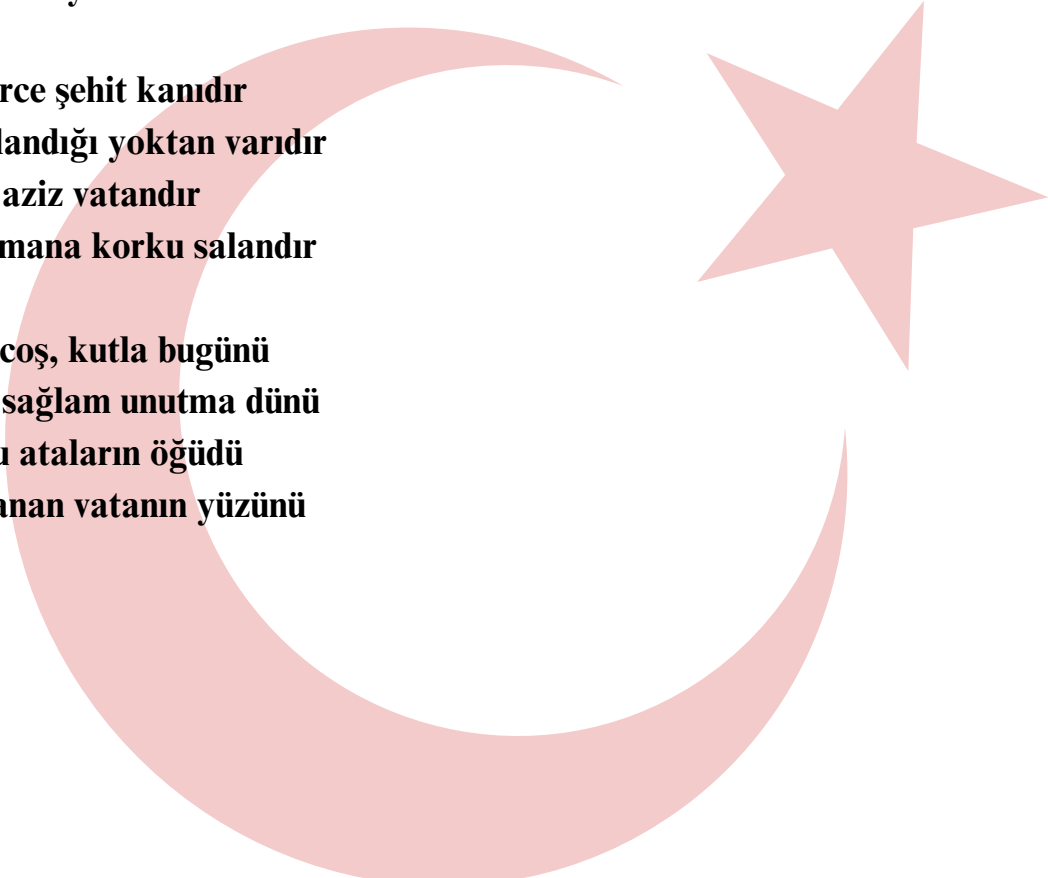 rce şehit kanıdır
landığı yoktan varıdır
aziz vatandır
mana korku salandır
coş, kutla bugünü
sağlam unutma dünü
ataların öğüdü
anan vatanın yüzünü